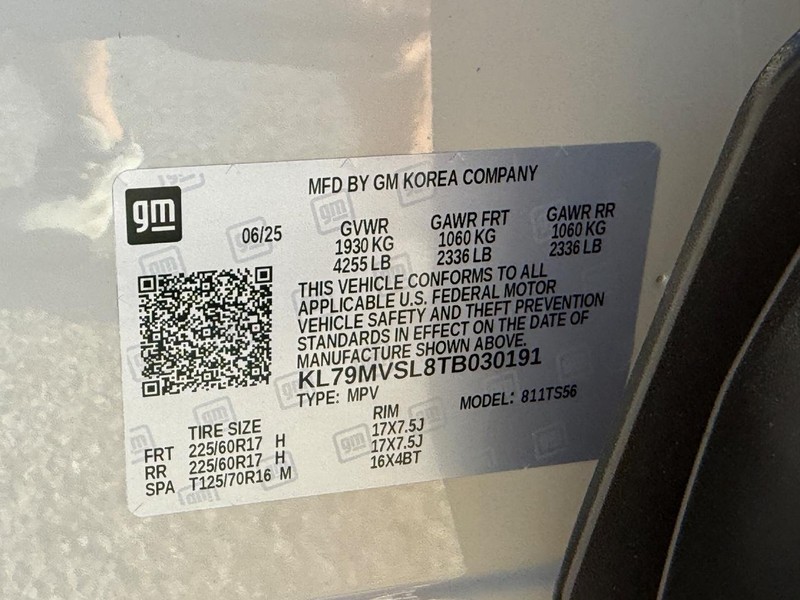 MFD BY GM KOREA COMPANY
gm
06/25
GVWR GAWR FRT GAWR RR
1930 KG 1060 KG 1060 KG
4255 LB 2336 LB 2336 LB
THIS VEHICLE CONFORMS TO ALL
APPLICABLE U.S. FEDERAL MOTOR
VEHICLE SAFETY AND THEFT PREVENTION
STANDARDS IN EFFECT ON THE DATE OF
MANUFACTURE SHOWN ABOVE.
KL79MVSL8TB030191
TYPE: MPV MODEL: 811TS56
TIRE SIZE RIM
FRT 225/60R17 H 17X7.5J
RR 225/60R17 H 17X7.5J
SPA T125/70R16 M 16X4BT